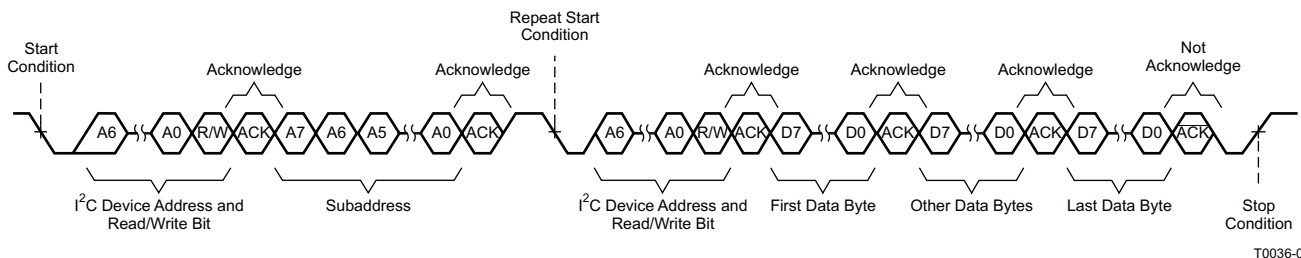 Repeat Start
Condition
Start
Condition
Not
Acknowledge
Acknowledge
Acknowledge
Acknowledge
Acknowledge
Acknowledge
A6 A0 R/W ACK A7 A6 A5 A0 ACK A6 A0 R/W ACK D7 D0 ACK D7 D0 ACK D7 D0 ACK
I²C Device Address and
Read/Write Bit
Subaddress
I²C Device Address and
Read/Write Bit
First Data Byte
Other Data Bytes
Last Data Byte
Stop
Condition